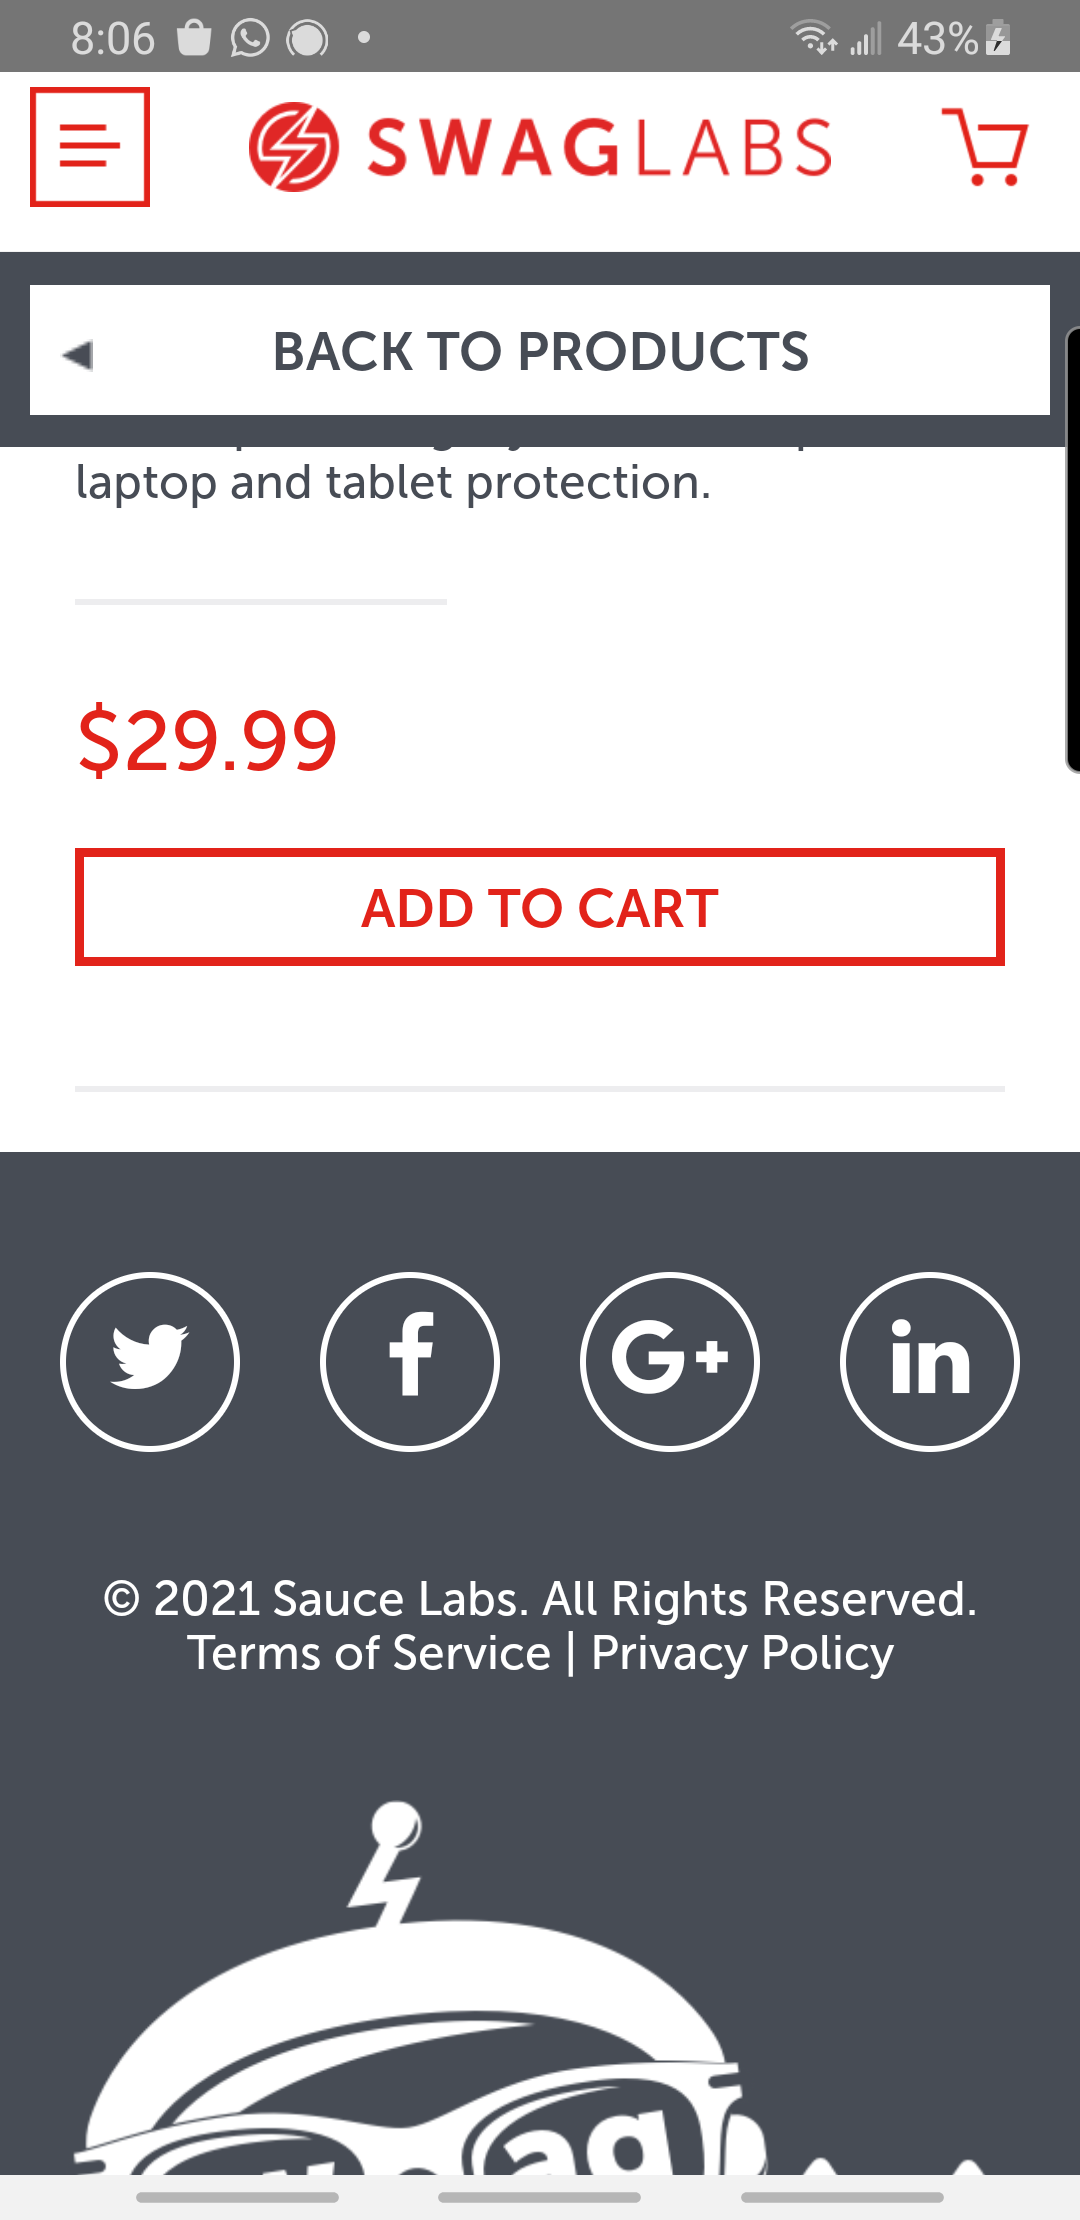 8:06
43%
SWAGLABS
BACK TO PRODUCTS
laptop and tablet protection.
$29.99
ADD TO CART
f
G+
in
© 2021 Sauce Labs. All Rights Reserved.
Terms of Service | Privacy Policy